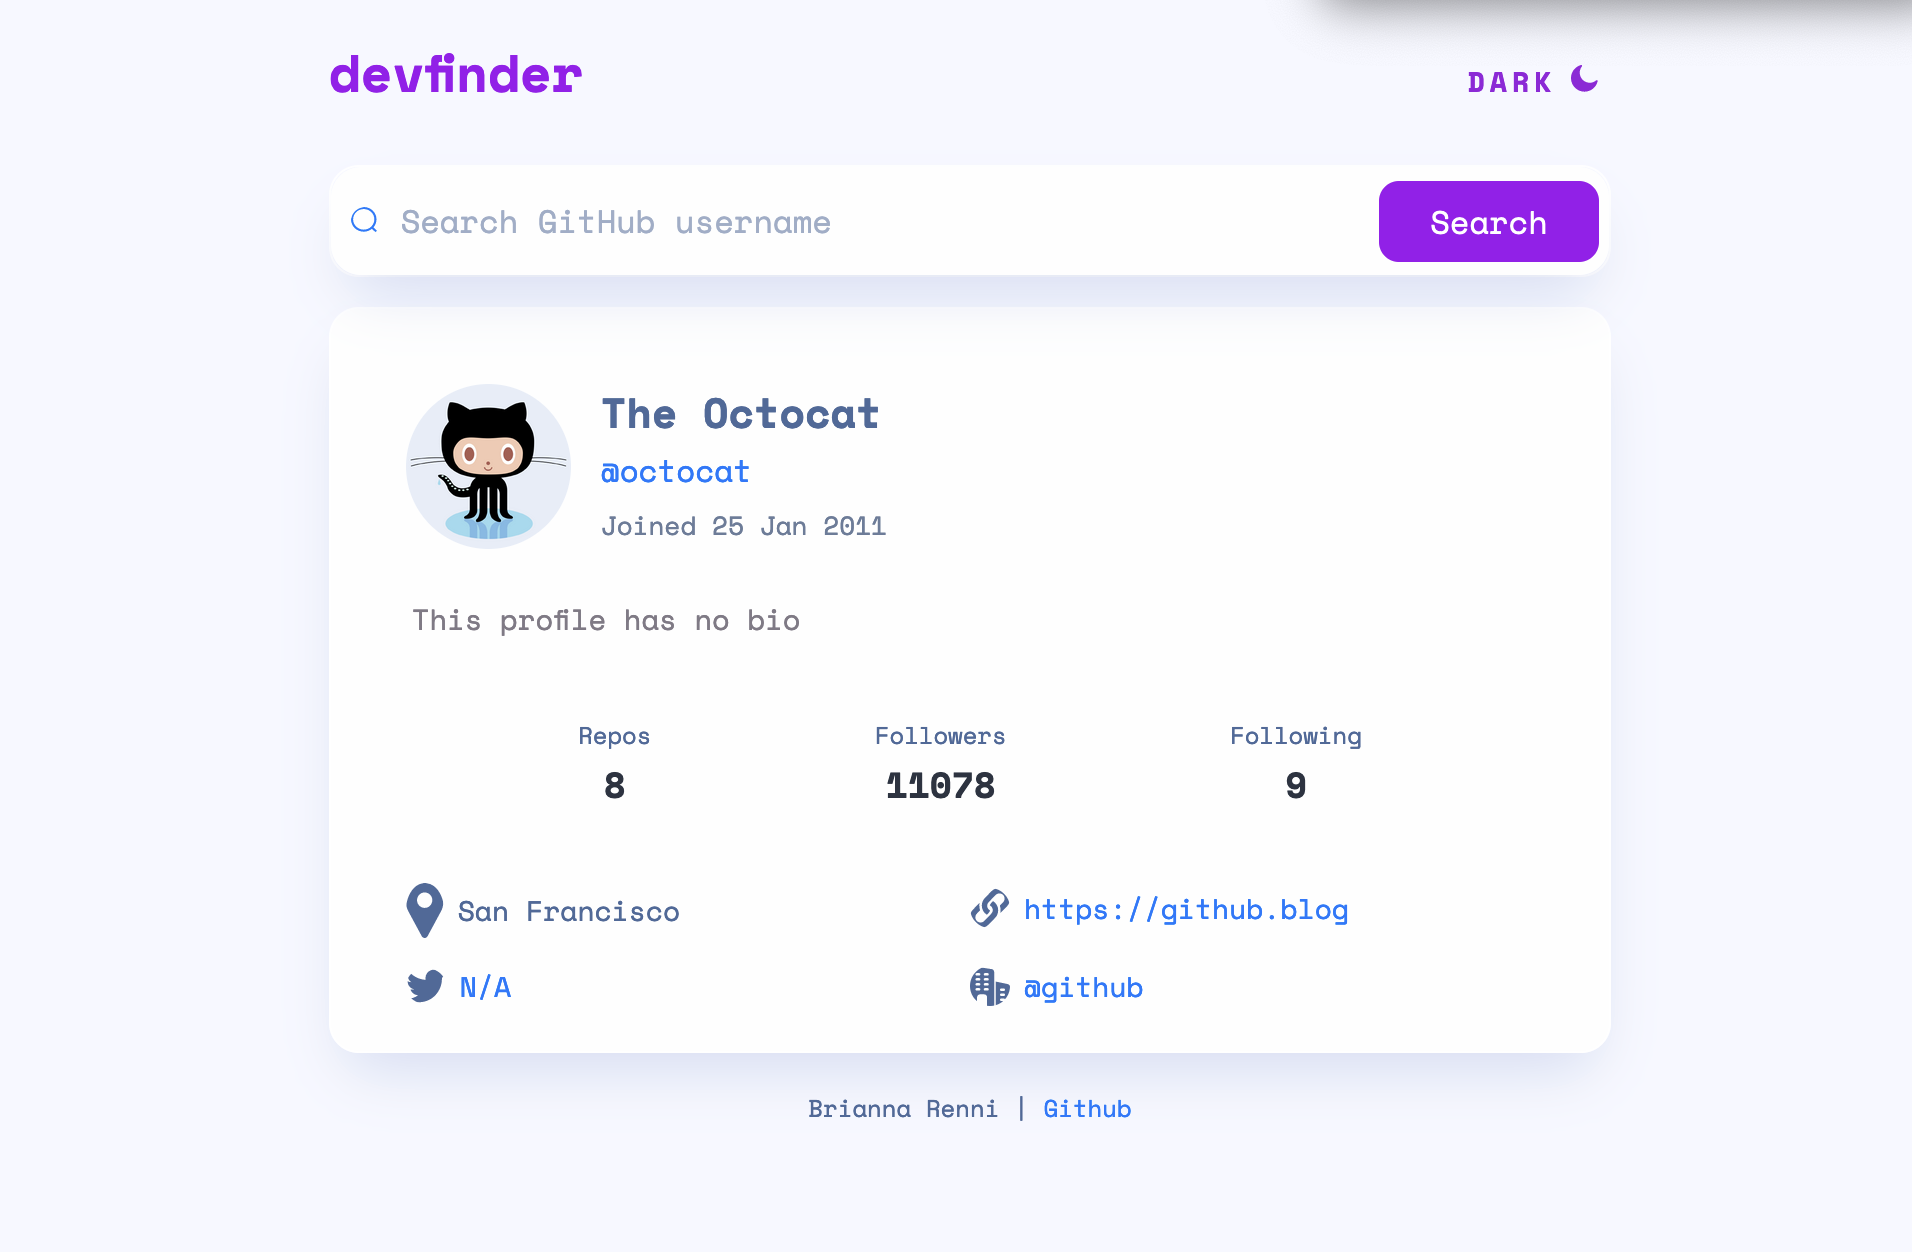 devfinder
DARK
Search GitHub username
Search
The Octocat
@octocat
Joined 25 Jan 2011
This profile has no bio
Repos
8
Followers
11078
Following
9
San Francisco
https://github.blog
N/A
@github
Brianna Renni | Github